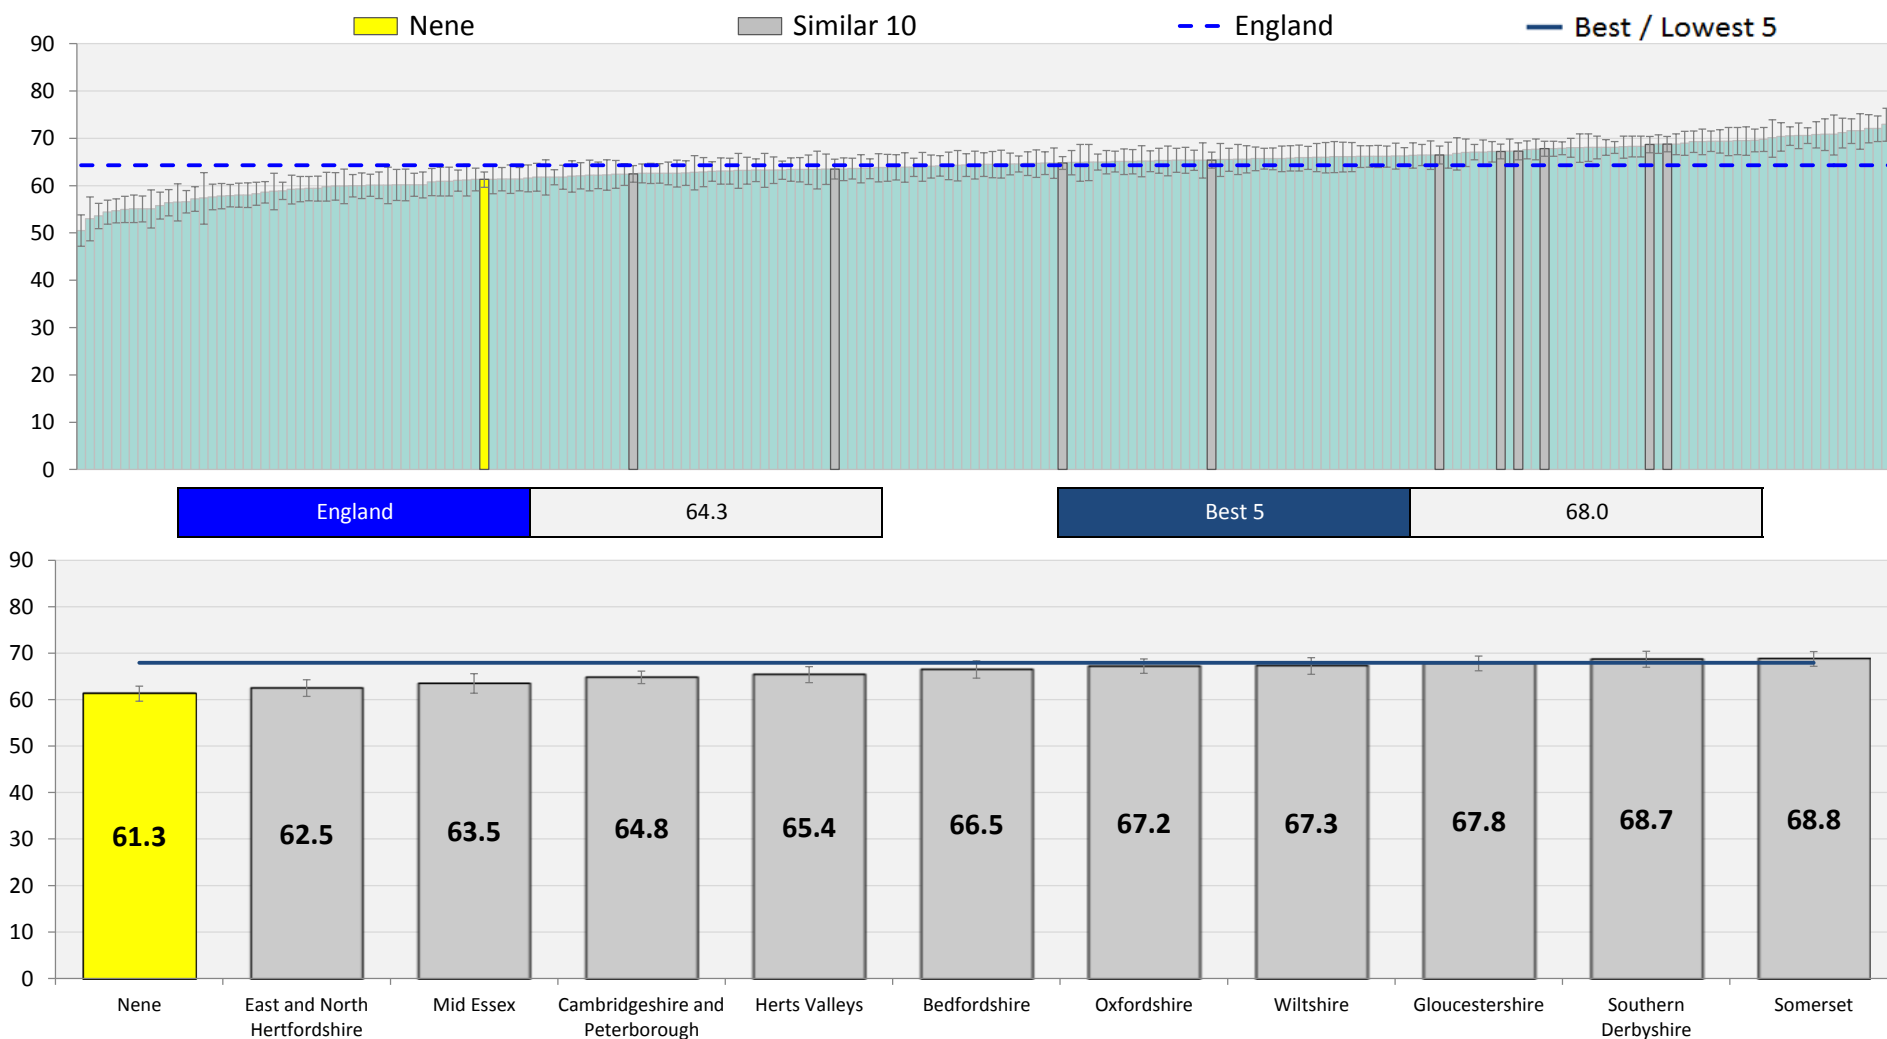 Nene
Similar 10
England
Best / Lowest 5
90
80
70
60
50
40
30
20
10
0
England
64.3
Best 5
68.0
90
80
70
60
50
40
30
20
10
0
61.3
62.5
63.5
64.8
65.4
66.5
67.2
67.3
67.8
68.7
68.8
Nene
East and North
Hertfordshire
Mid Essex
Cambridgeshire and
Peterborough
Herts Valleys
Bedfordshire
Oxfordshire
Wiltshire
Gloucestershire
Southern
Derbyshire
Somerset